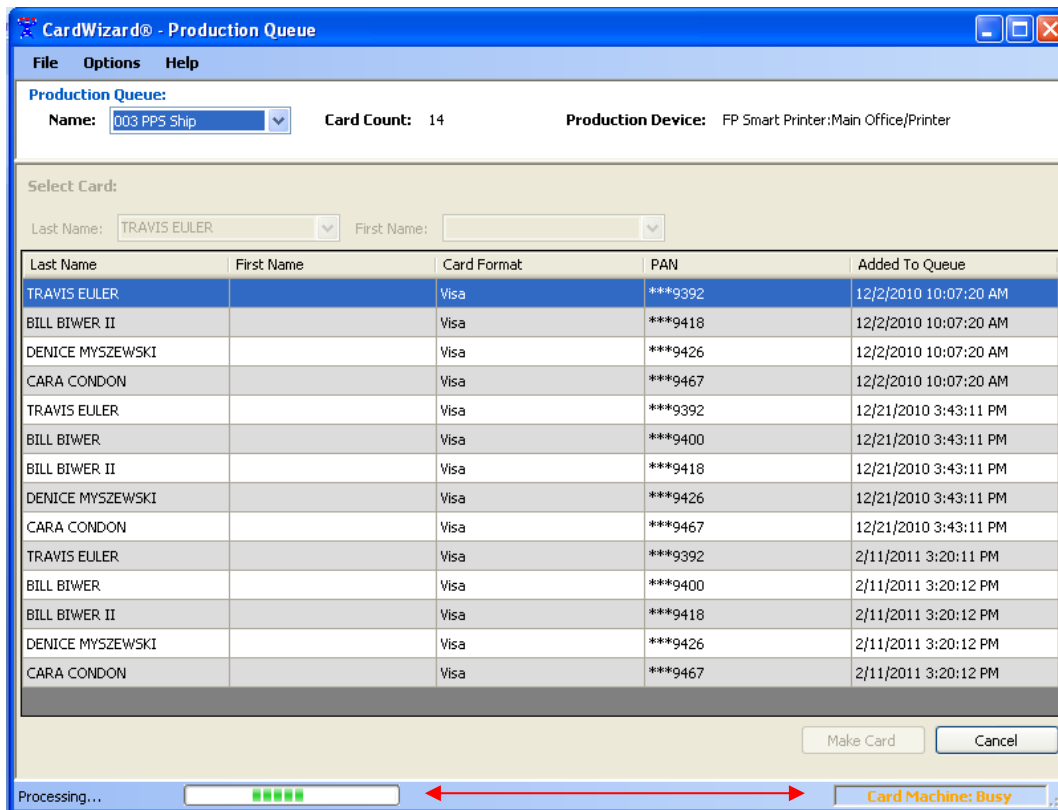 CardWizard® - Production Queue
File Options Help
Production Queue:
Name: 003 PPS Ship Card Count: 14 Production Device: FP Smart Printer:Main Office/Printer
Select Card:
Last Name: TRAVIS EULER First Name:
Last Name First Name Card Format PAN Added To Queue
TRAVIS EULER Visa ***9392 12/2/2010 10:07:20 AM
BILL BIWER II Visa ***9418 12/2/2010 10:07:20 AM
DENICE MYSZEWSKI Visa ***9426 12/2/2010 10:07:20 AM
CARA CONDON Visa ***9467 12/2/2010 10:07:20 AM
TRAVIS EULER Visa ***9392 12/21/2010 3:43:11 PM
BILL BIWER Visa ***9400 12/21/2010 3:43:11 PM
BILL BIWER II Visa ***9418 12/21/2010 3:43:11 PM
DENICE MYSZEWSKI Visa ***9426 12/21/2010 3:43:11 PM
CARA CONDON Visa ***9467 12/21/2010 3:43:11 PM
TRAVIS EULER Visa ***9392 2/11/2011 3:20:11 PM
BILL BIWER Visa ***9400 2/11/2011 3:20:12 PM
BILL BIWER II Visa ***9418 2/11/2011 3:20:12 PM
DENICE MYSZEWSKI Visa ***9426 2/11/2011 3:20:12 PM
CARA CONDON Visa ***9467 2/11/2011 3:20:12 PM
Make Card Cancel
Processing... Card Machine: Busy